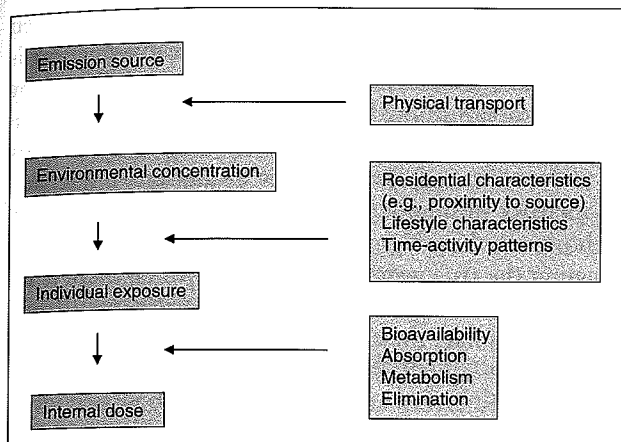 Emission source
Physical transport
Environmental concentration
Residential characteristics
(e.g., proximity to source)
Lifestyle characteristics
Time-activity patterns
Individual exposure
Bioavailability
Absorption
Metabolism
Elimination
Internal dose